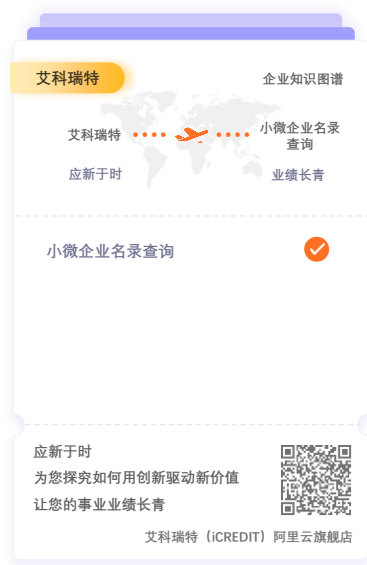 艾科瑞特
企业知识图谱
艾科瑞特
小微企业名录
查询
应新于时
业绩长青
小微企业名录查询
应新于时
为您探究如何用创新驱动新价值
让您的事业业绩长青
艾科瑞特（iCREDIT）阿里云旗舰店